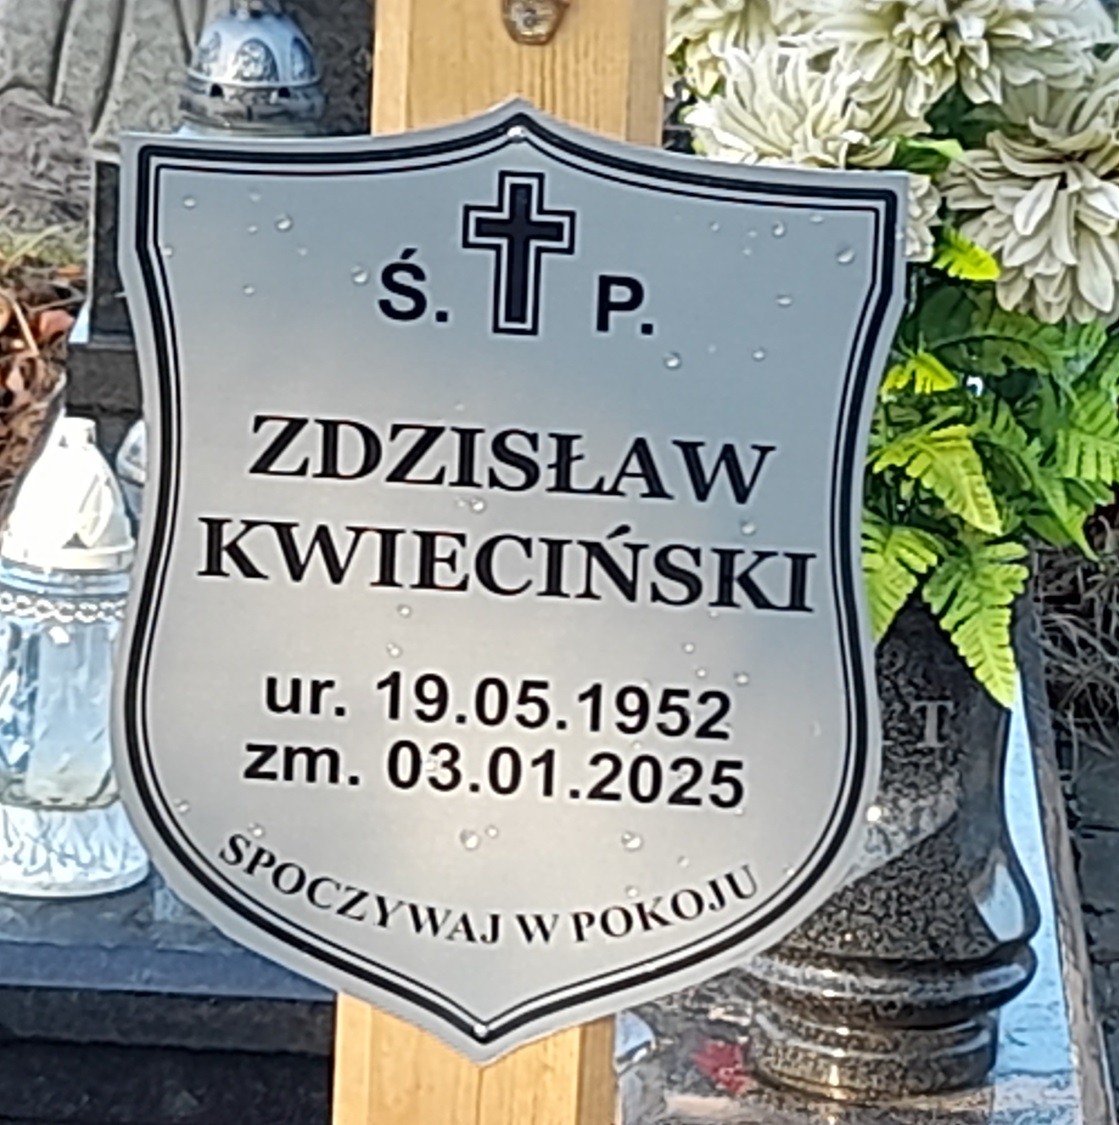 Ś. P.
ZDZISŁAW
KWIECIŃSKI
ur. 19.05.1952
zm. 03.01.2025
SPOCZYWAJ W POKOJU